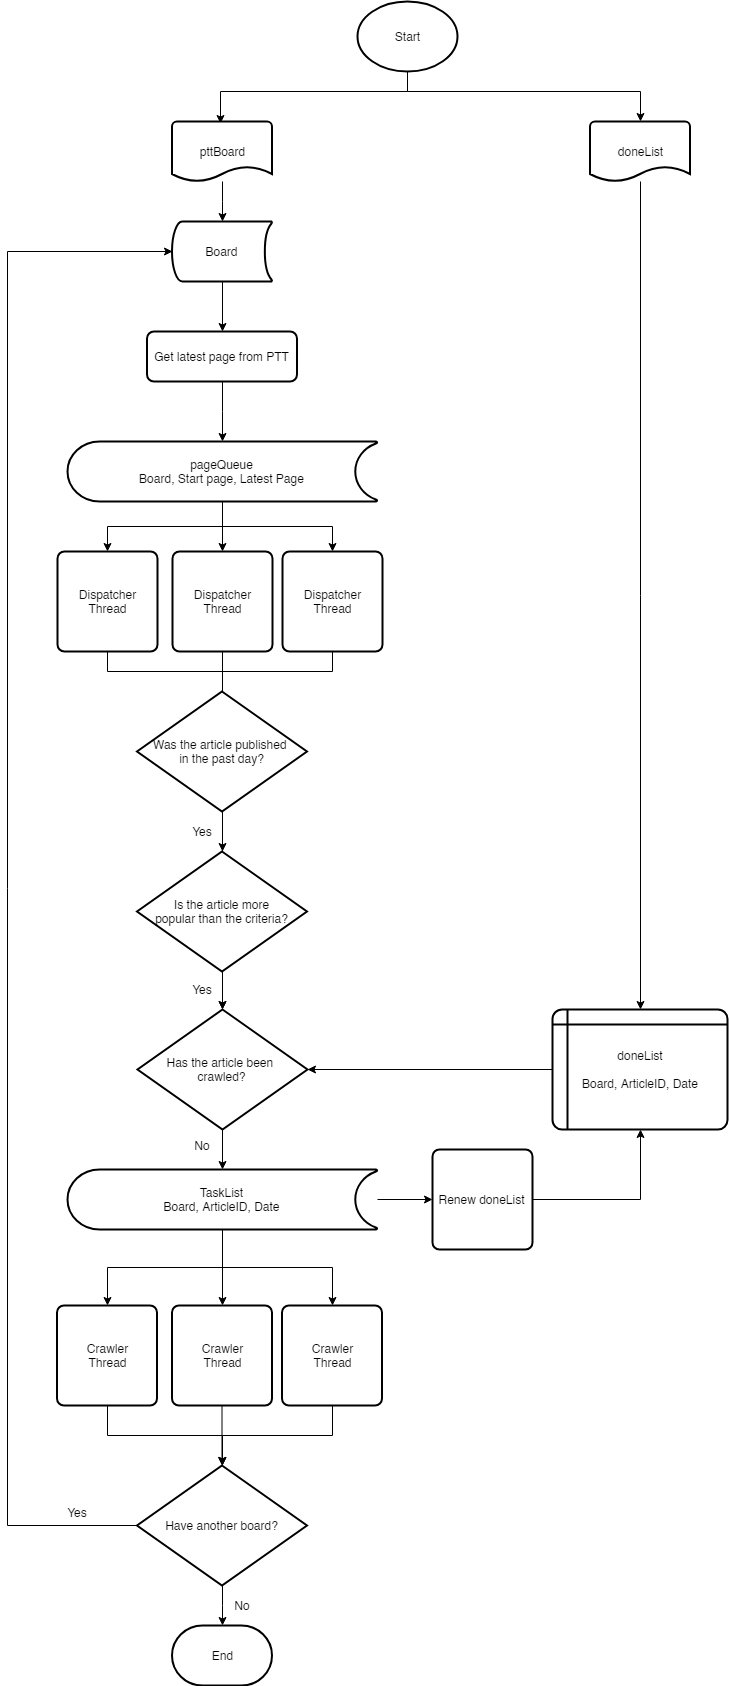 Start
pttBoard
doneList
Board
Get latest page from PTT
pageQueue
Board, Start page, Latest Page
Dispatcher
Thread
Dispatcher
Thread
Dispatcher
Thread
Was the article published
in the past day?
Yes
Is the article more
popular than the criteria?
Yes
Has the article been
crawled?
doneList
Board, ArticleID, Date
No
TaskList
Board, ArticleID, Date
Renew doneList
Crawler
Thread
Crawler
Thread
Crawler
Thread
Yes
Have another board?
No
End